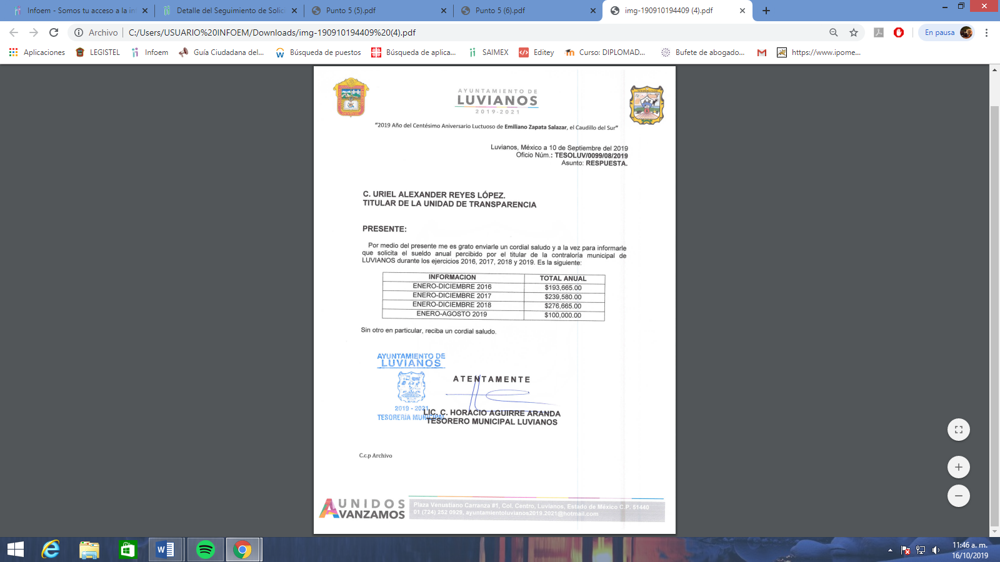 Infoem - Somos tu acceso a la in
Detalle del Seguimiento de Solic
Punto 5 (5).pdf
Punto 5 (6).pdf
img-190910194409 (4).pdf
Archivo
C:/Users/USUARIO%20INFOEM/Downloads/img-190910194409%20(4).pdf
En pausa
Aplicaciones
LEGISTEL
Infoem
Guía Ciudadana del...
Búsqueda de puestos
Búsqueda de aplica...
SAIMEX
Editey
Curso: DIPLOMAD...
Bufete de abogado...
https://www.ipome...
AYUNTAMIENTO DE
LUVIANOS
2019-2021
"2019 Año del Centésimo Aniversario Luctuoso de Emiliano Zapata Salazar, el Caudillo del Sur"
Luvianos, México a 10 de Septiembre del 2019
Oficio Núm.: TESOLUV/0099/08/2019
Asunto: RESPUESTA.
C. URIEL ALEXANDER REYES LÓPEZ.
TITULAR DE LA UNIDAD DE TRANSPARENCIA
PRESENTE:
Por medio del presente me es grato enviarle un cordial saludo y a la vez para informarle
que solicita el sueldo anual percibido por el titular de la contraloría municipal de
LUVIANOS durante los ejercicios 2016, 2017, 2018 y 2019. Es la siguiente:
INFORMACION TOTAL ANUAL
ENERO-DICIEMBRE 2016 $193,665.00
ENERO-DICIEMBRE 2017 $239,580.00
ENERO-DICIEMBRE 2018 $276,665.00
ENERO-AGOSTO 2019 $100,000.00
Sin otro en particular, reciba un cordial saludo.
AYUNTAMIENTO DE
LUVIANOS
2019 - 2021
TESORERIA MUNICIPAL
ATENTAMENTE
LIC. C. HORACIO AGUIRRE ARANDA
TESORERO MUNICIPAL LUVIANOS
C.c.p Archivo
UNIDOS
AVANZAMOS
Plaza Venustiano Carranza #1, Col. Centro, Luvianos, Estado de México C.P. 51440
01 (724) 252 0929, ayuntamientoluvianos2019.2021@hotmail.com
11:46 a. m.
16/10/2019